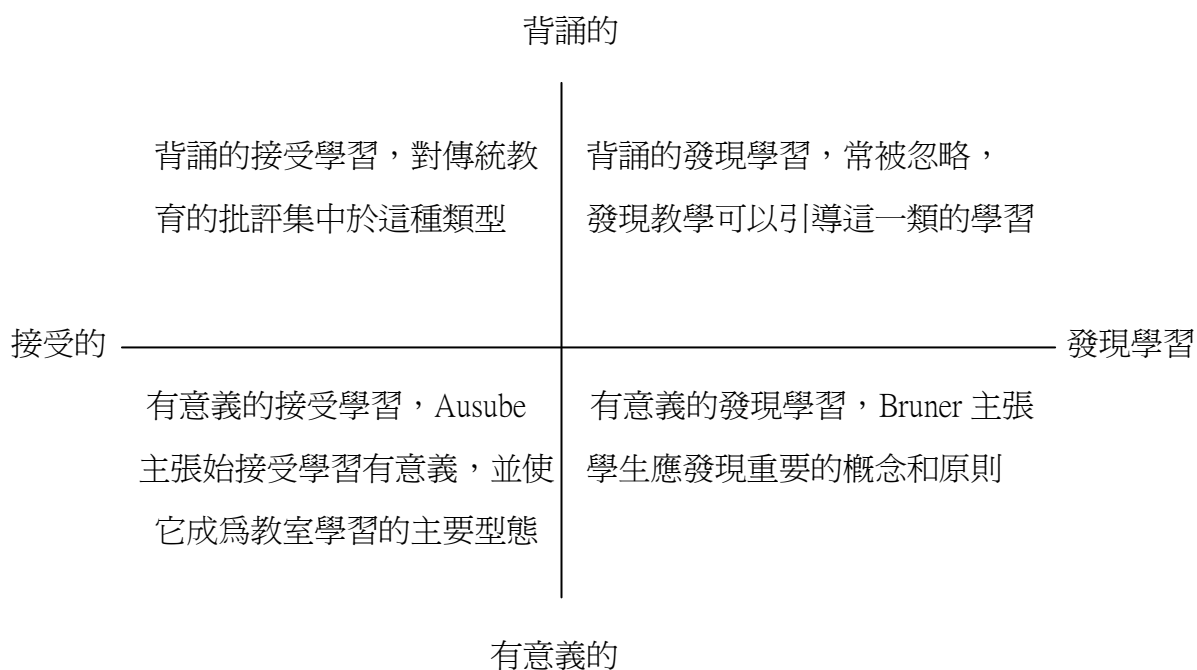 背誦的
背誦的接受學習，對傳統教
育的批評集中於這種類型
背誦的發現學習，常被忽略，
發現教學可以引導這一類的學習
接受的
發現學習
有意義的接受學習，Ausube
主張始接受學習有意義，並使
它成爲教室學習的主要型態
有意義的發現學習，Bruner 主張
學生應發現重要的概念和原則
有意義的